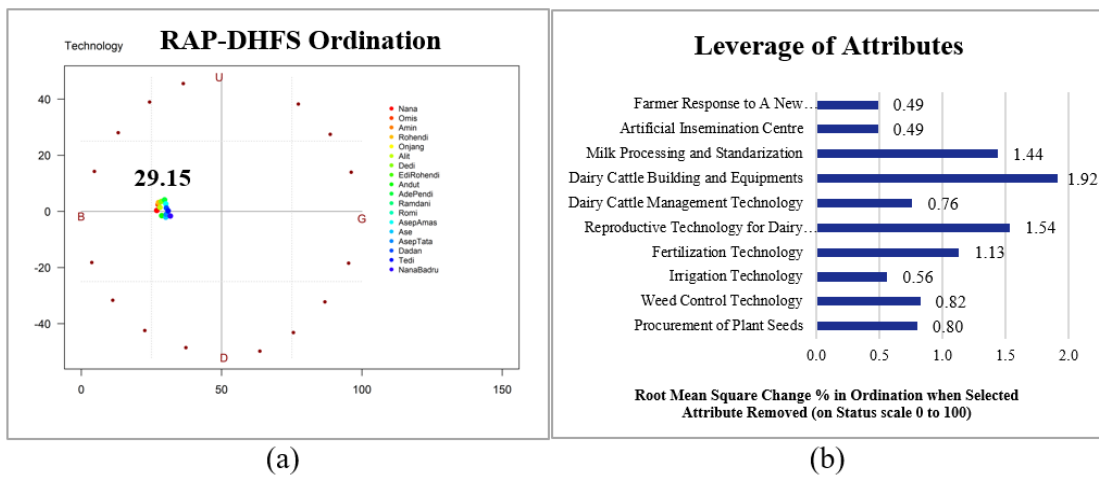 Technology
RAP-DHFS Ordination
U
40
20
0
-20
-40
B
G
D
29.15
0
50
100
150
Nana
Omis
Amin
Rohendi
Onjang
Alit
Dedi
EdiRohendi
Andut
AdePendi
Ramdani
Romi
AsepAmas
Ase
AsepTata
Dadan
Tedi
NanaBadru
(a)
Leverage of Attributes
Farmer Response to A New ... 0.49
Artificial Insemination Centre 0.49
Milk Processing and Standarization 1.44
Dairy Cattle Building and Equipments 1.92
Dairy Cattle Management Technology 0.76
Reproductive Technology for Dairy ... 1.54
Fertilization Technology 1.13
Irrigation Technology 0.56
Weed Control Technology 0.82
Procurement of Plant Seeds 0.80
0.0 0.5 1.0 1.5 2.0
Root Mean Square Change % in Ordination when Selected
Attribute Removed (on Status scale 0 to 100)
(b)